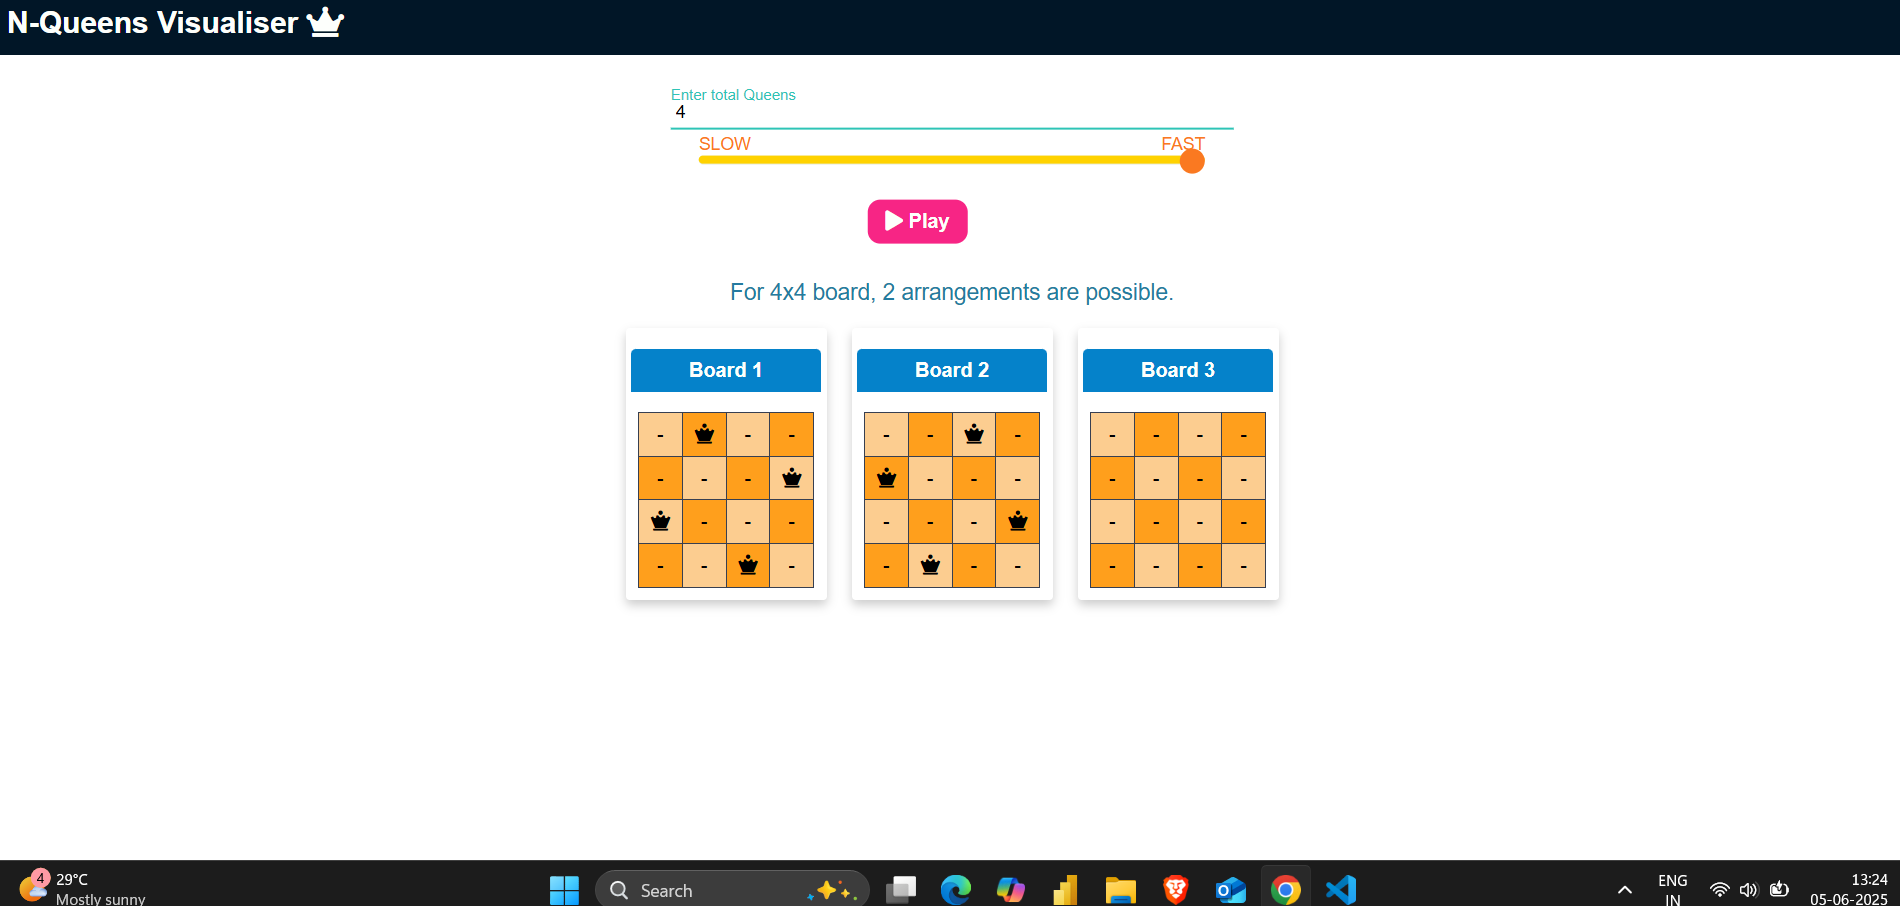 N-Queens Visualiser
Enter total Queens
4
SLOW FAST
Play
For 4x4 board, 2 arrangements are possible.
Board 1 Board 2 Board 3
- - - - - - - - - -
- - - - - - - - - -
- - - - - - - - - -
- - - - - - - - - -
4 29°C
Mostly sunny
Search
ENG
IN
13:24
05-06-2025